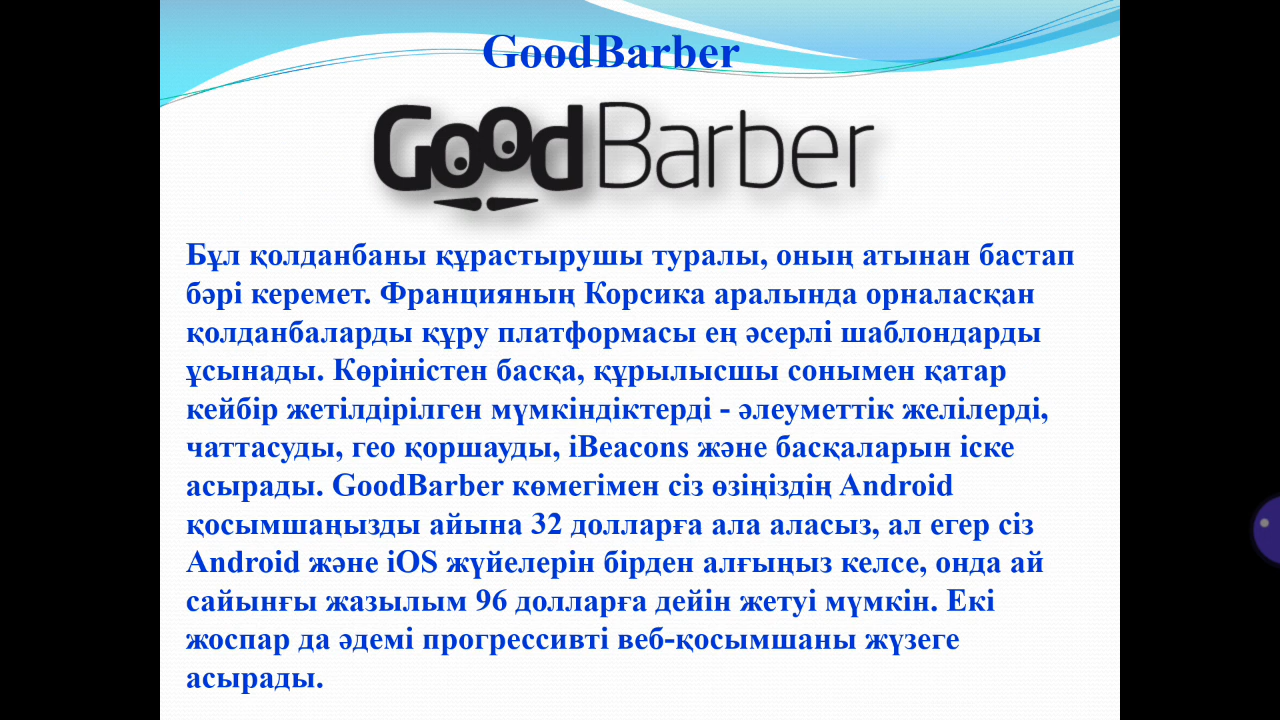 GoodBarber
GoodBarber
Бұл қолданбаны құрастырушы туралы, оның атынан бастап
бәрі керемет. Францияның Корсика аралында орналасқан
қолданбаларды құру платформасы ең әсерлі шаблондарды
ұсынады. Көріністен басқа, құрылысшы сонымен қатар
кейбір жетілдірілген мүмкіндіктерді - әлеуметтік желілерді,
чаттасуды, гео қоршауды, iBeacons және басқаларын іске
асырады. GoodBarber көмегімен сіз өзіңіздің Android
қосымшаңызды айына 32 долларға ала аласыз, ал егер сіз
Android және iOS жүйелерін бірден алғыңыз келсе, онда ай
сайынғы жазылым 96 долларға дейін жетуі мүмкін. Екі
жоспар да әдемі прогрессивті веб-қосымшаны жүзеге
асырады.